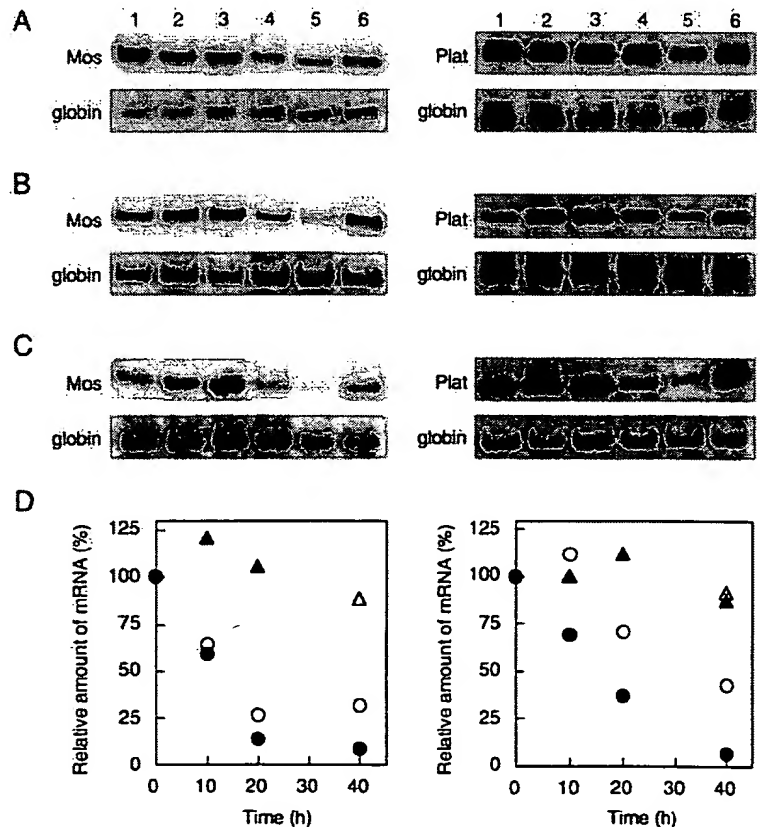 A
1 2 3 4 5 6
Mos
globin
1 2 3 4 5 6
Plat
globin
B
Mos
globin
Plat
globin
C
Mos
globin
Plat
globin
D
Relative amount of mRNA (%)
125
100
75
50
25
0
0 10 20 30 40
Time (h)
Relative amount of mRNA (%)
125
100
75
50
25
0
0 10 20 30 40
Time (h)